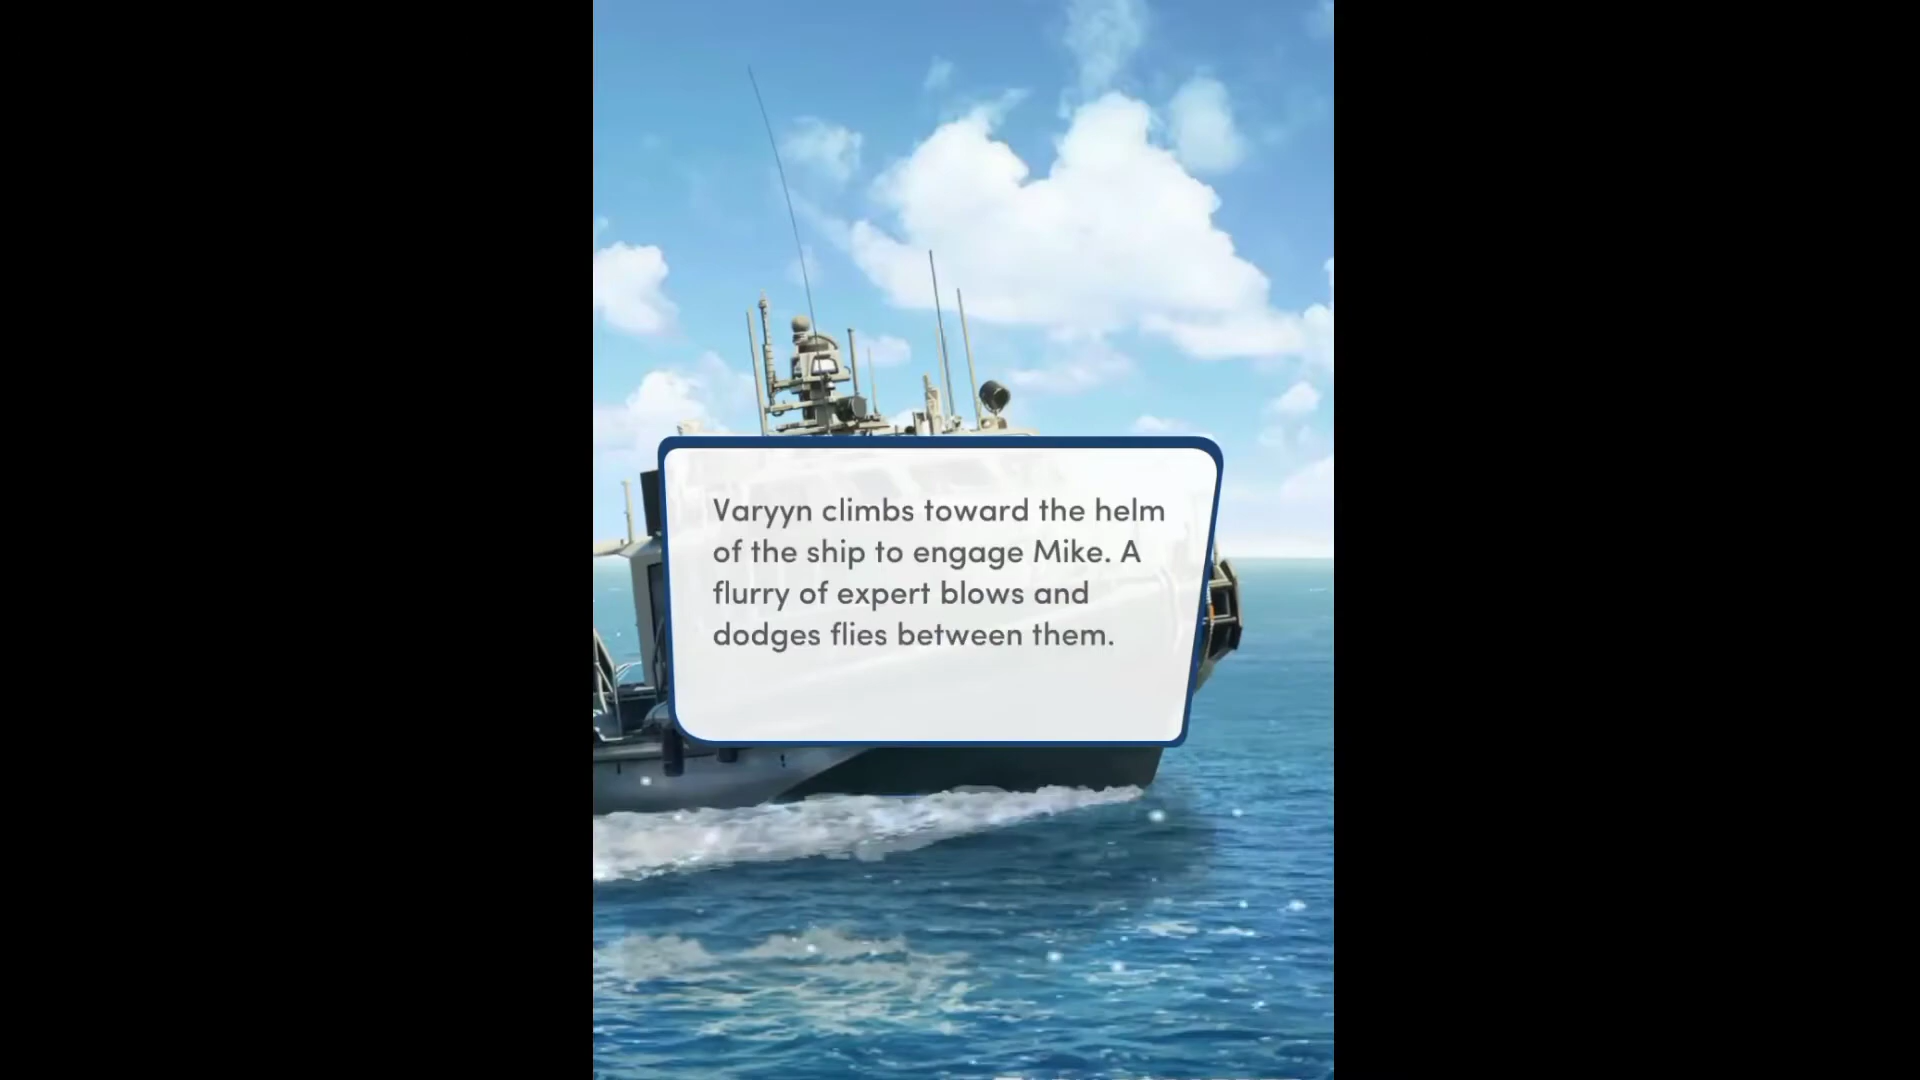 Varyyn climbs toward the helm
of the ship to engage Mike. A
flurry of expert blows and
dodges flies between them.